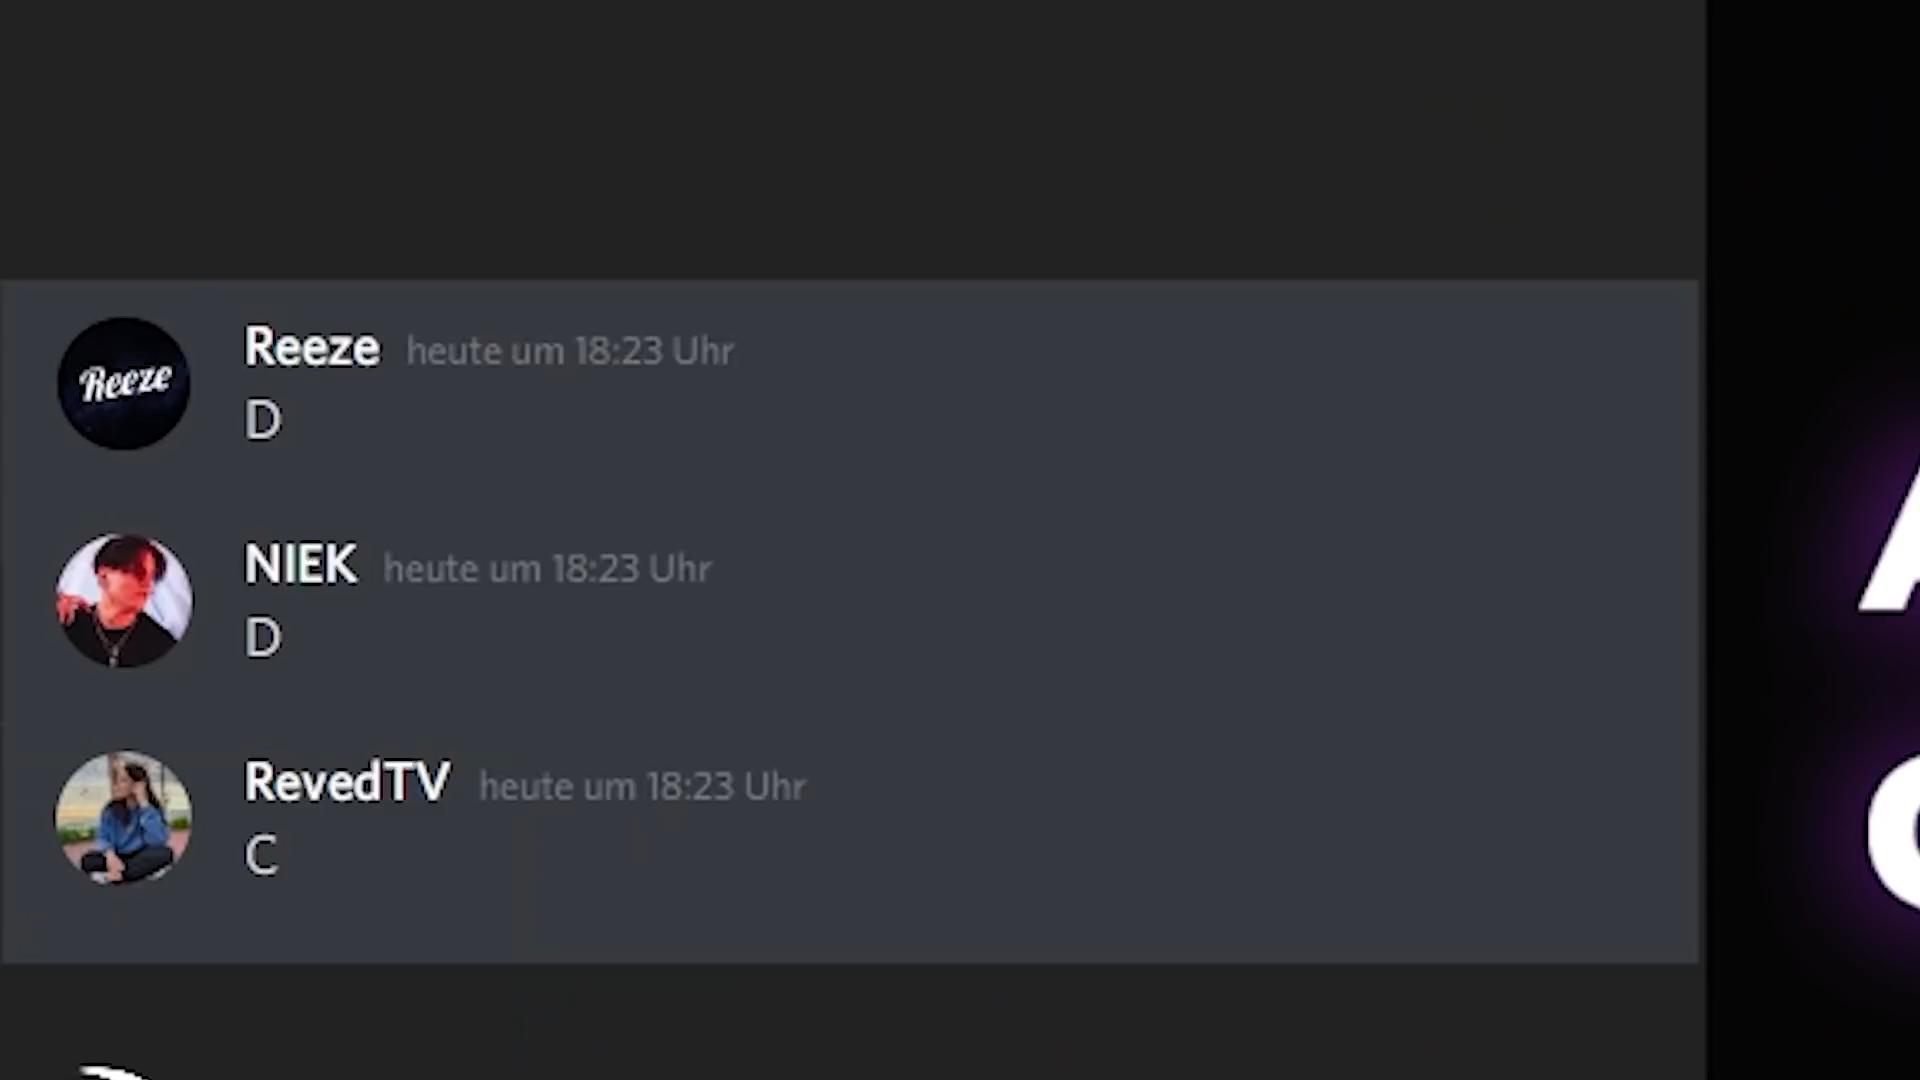 Reeze
Reeze heute um 18:23 Uhr
D
NIEK heute um 18:23 Uhr
D
RevedTV heute um 18:23 Uhr
C